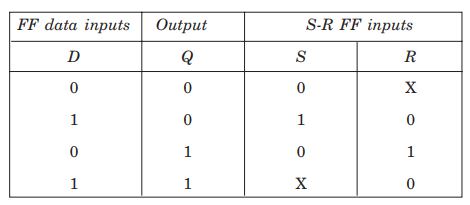 FF data inputs Output S-R FF inputs
D Q S R
0 0 0 X
1 0 1 0
0 1 0 1
1 1 X 0